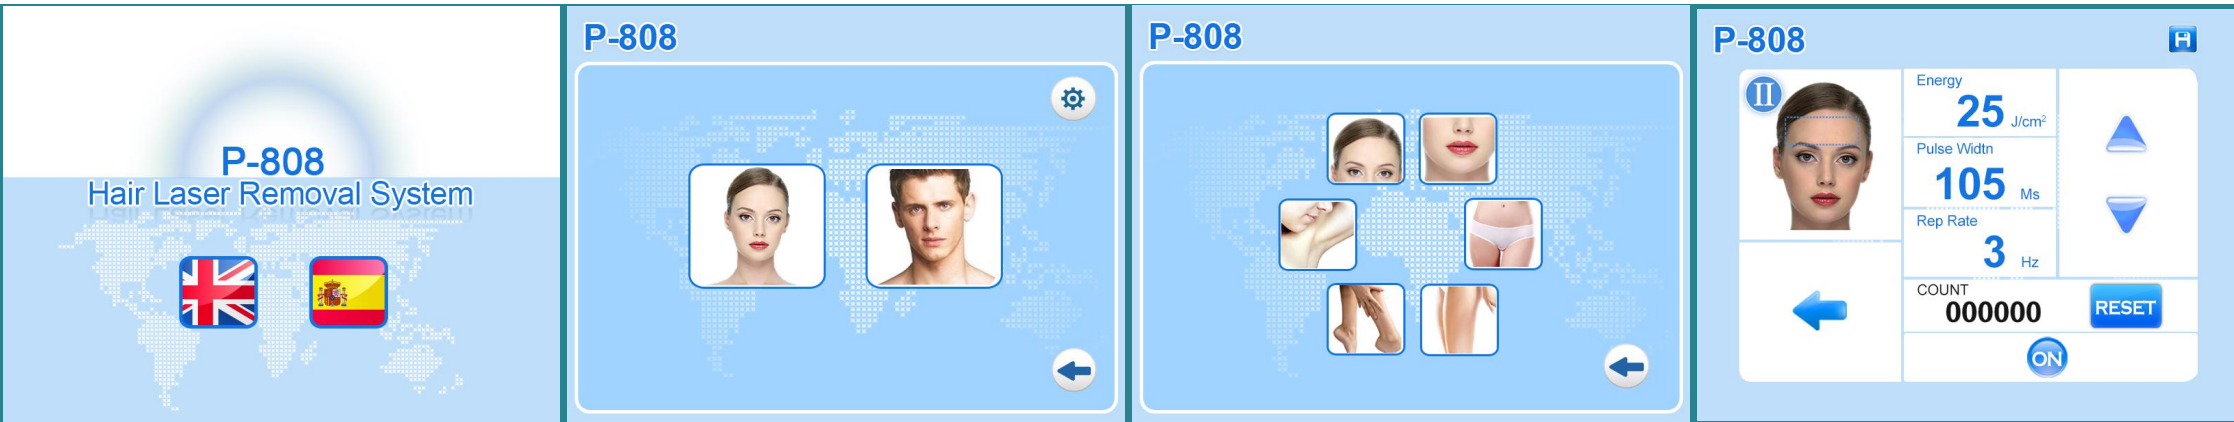 P-808
Hair Laser Removal System
P-808
P-808
P-808
II
Energy
25 J/cm²
Pulse Widtn
105 Ms
Rep Rate
3 Hz
COUNT
000000
RESET
ON